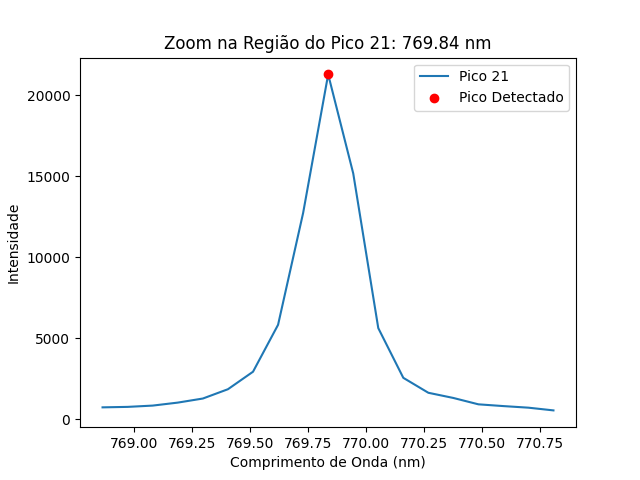 Zoom na Região do Pico 21: 769.84 nm
Pico 21
Pico Detectado
Intensidade
20000
15000
10000
5000
0
769.00 769.25 769.50 769.75 770.00 770.25 770.50 770.75
Comprimento de Onda (nm)